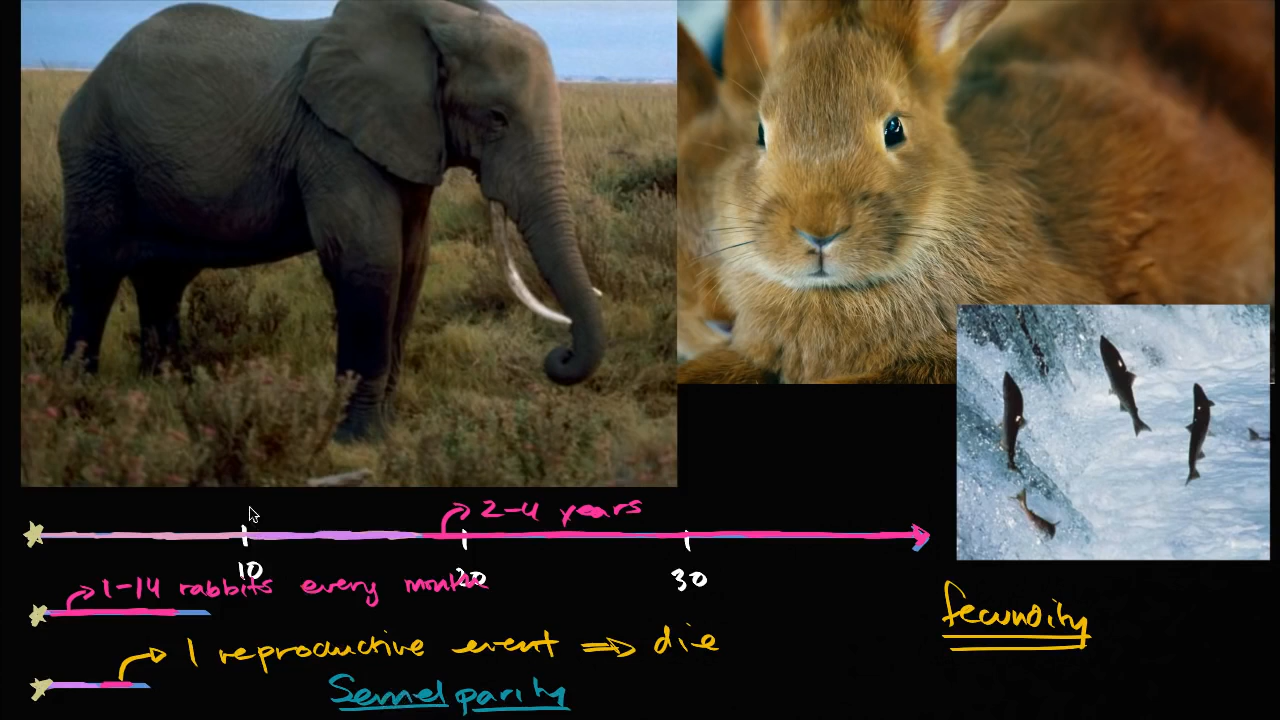 2-4 years
10 20 30
1-14 rabbits every month
fecundity
1 reproductive event ⇒ die
Semelparity